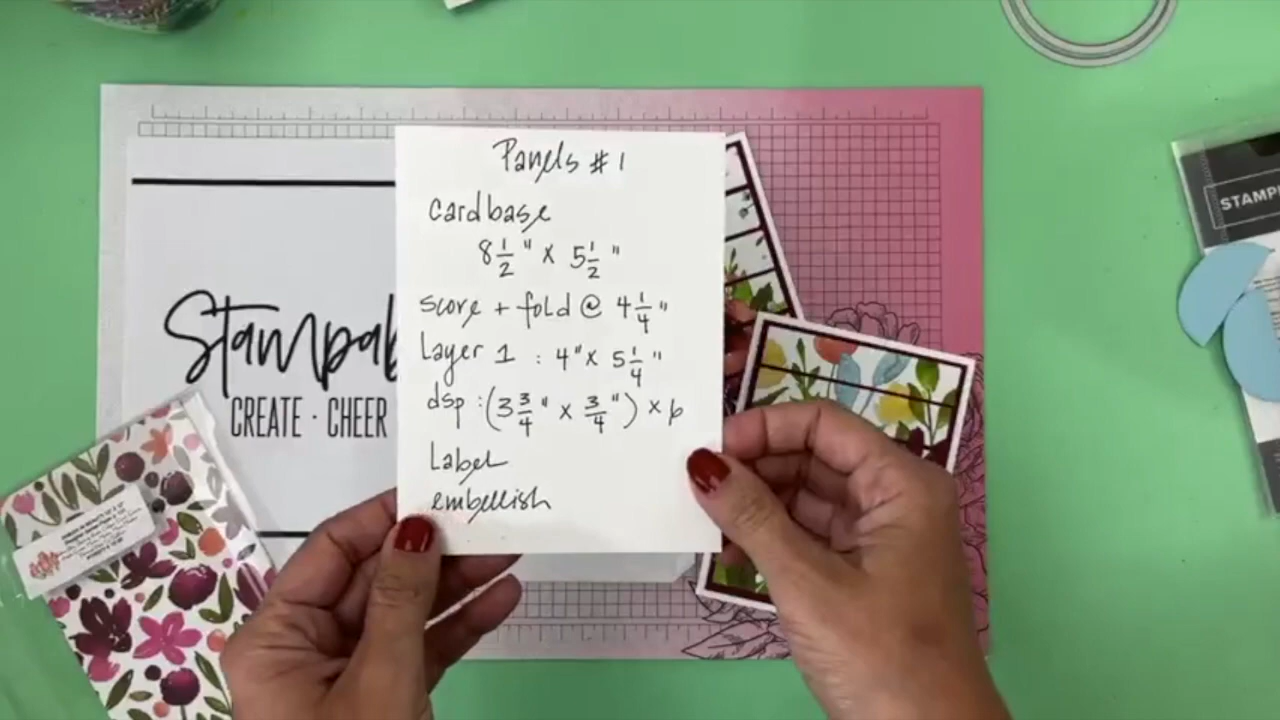 Panels #1
cardbase
8 1/2" x 5 1/2"
score + fold @ 4 1/4"
Layer 1 : 4" x 5 1/4"
dsp : (3 3/4" x 3/4") x 6
Label
embellish
Stampab
CREATE · CHEER
STAMP